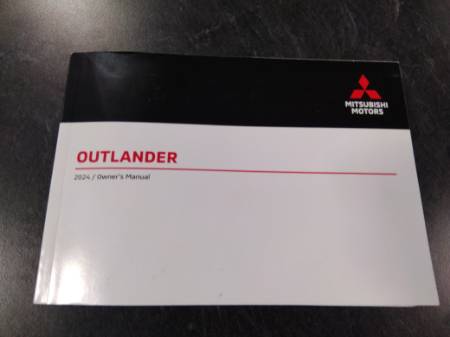 MITSUBISHI
MOTORS
OUTLANDER
2024 / Owner's Manual